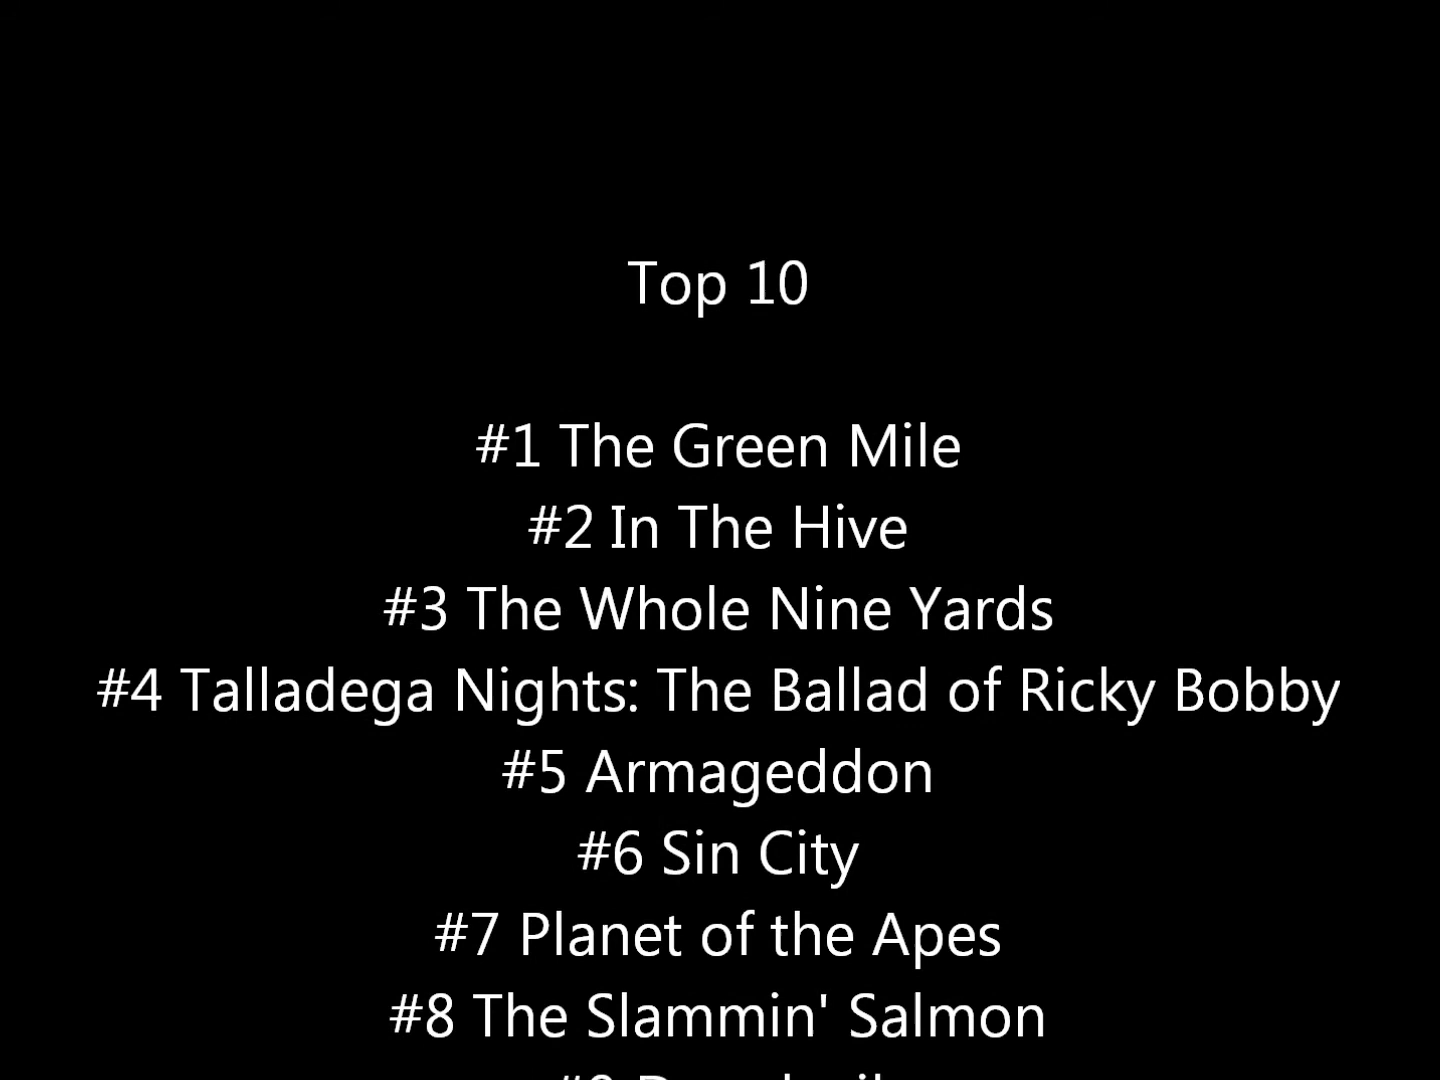 Top 10
#1 The Green Mile
#2 In The Hive
#3 The Whole Nine Yards
#4 Talladega Nights: The Ballad of Ricky Bobby
#5 Armageddon
#6 Sin City
#7 Planet of the Apes
#8 The Slammin' Salmon